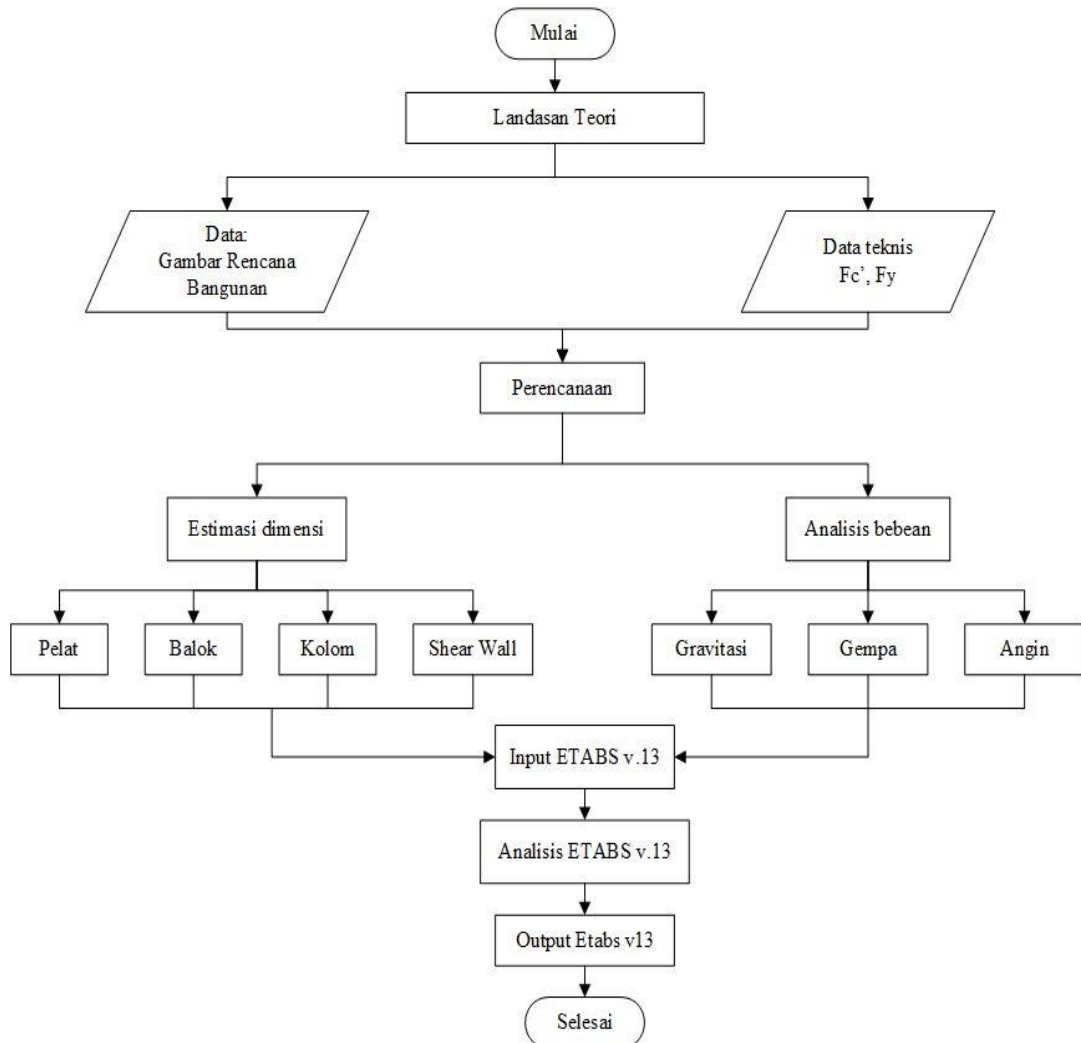 Mulai
Landasan Teori
Data:
Gambar Rencana
Bangunan
Data teknis
Fc’, Fy
Perencanaan
Estimasi dimensi
Analisis bebean
Pelat
Balok
Kolom
Shear Wall
Gravitasi
Gempa
Angin
Input ETABS v.13
Analisis ETABS v.13
Output Etabs v13
Selesai